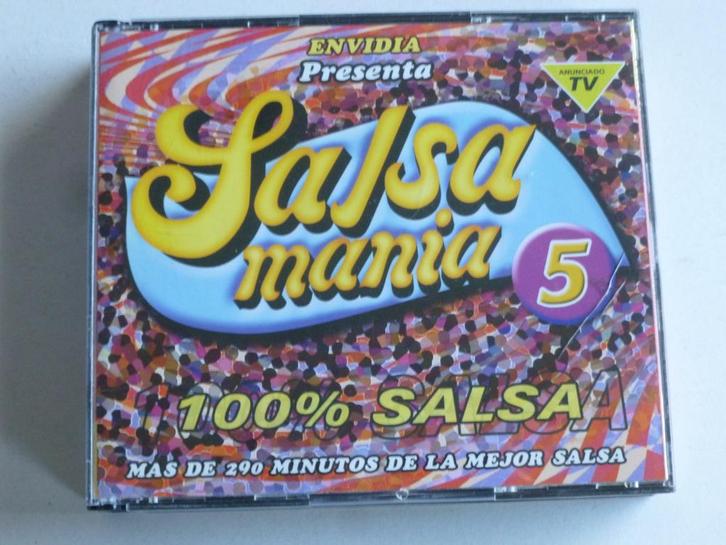 ENVIDIA
Presenta
ANUNCIADO
TV
Salsa
mania
5
100% SALSA
MAS DE 290 MINUTOS DE LA MEJOR SALSA